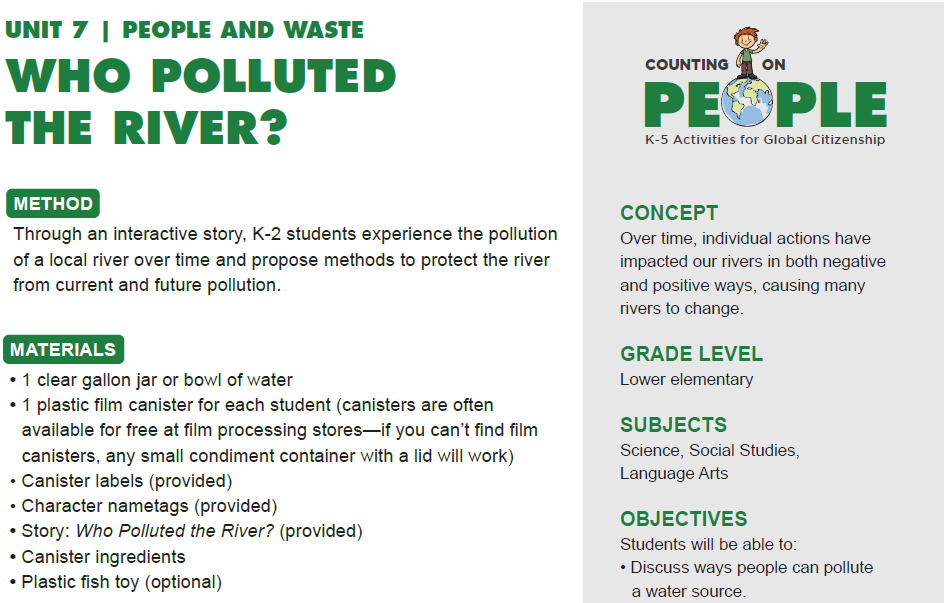 UNIT 7 | PEOPLE AND WASTE
WHO POLLUTED
THE RIVER?
METHOD
Through an interactive story, K-2 students experience the pollution
of a local river over time and propose methods to protect the river
from current and future pollution.
MATERIALS
• 1 clear gallon jar or bowl of water
• 1 plastic film canister for each student (canisters are often
available for free at film processing stores—if you can’t find film
canisters, any small condiment container with a lid will work)
• Canister labels (provided)
• Character nametags (provided)
• Story: Who Polluted the River? (provided)
• Canister ingredients
• Plastic fish toy (optional)
COUNTING ON
PEOPLE
K-5 Activities for Global Citizenship
CONCEPT
Over time, individual actions have
impacted our rivers in both negative
and positive ways, causing many
rivers to change.
GRADE LEVEL
Lower elementary
SUBJECTS
Science, Social Studies,
Language Arts
OBJECTIVES
Students will be able to:
• Discuss ways people can pollute
a water source.